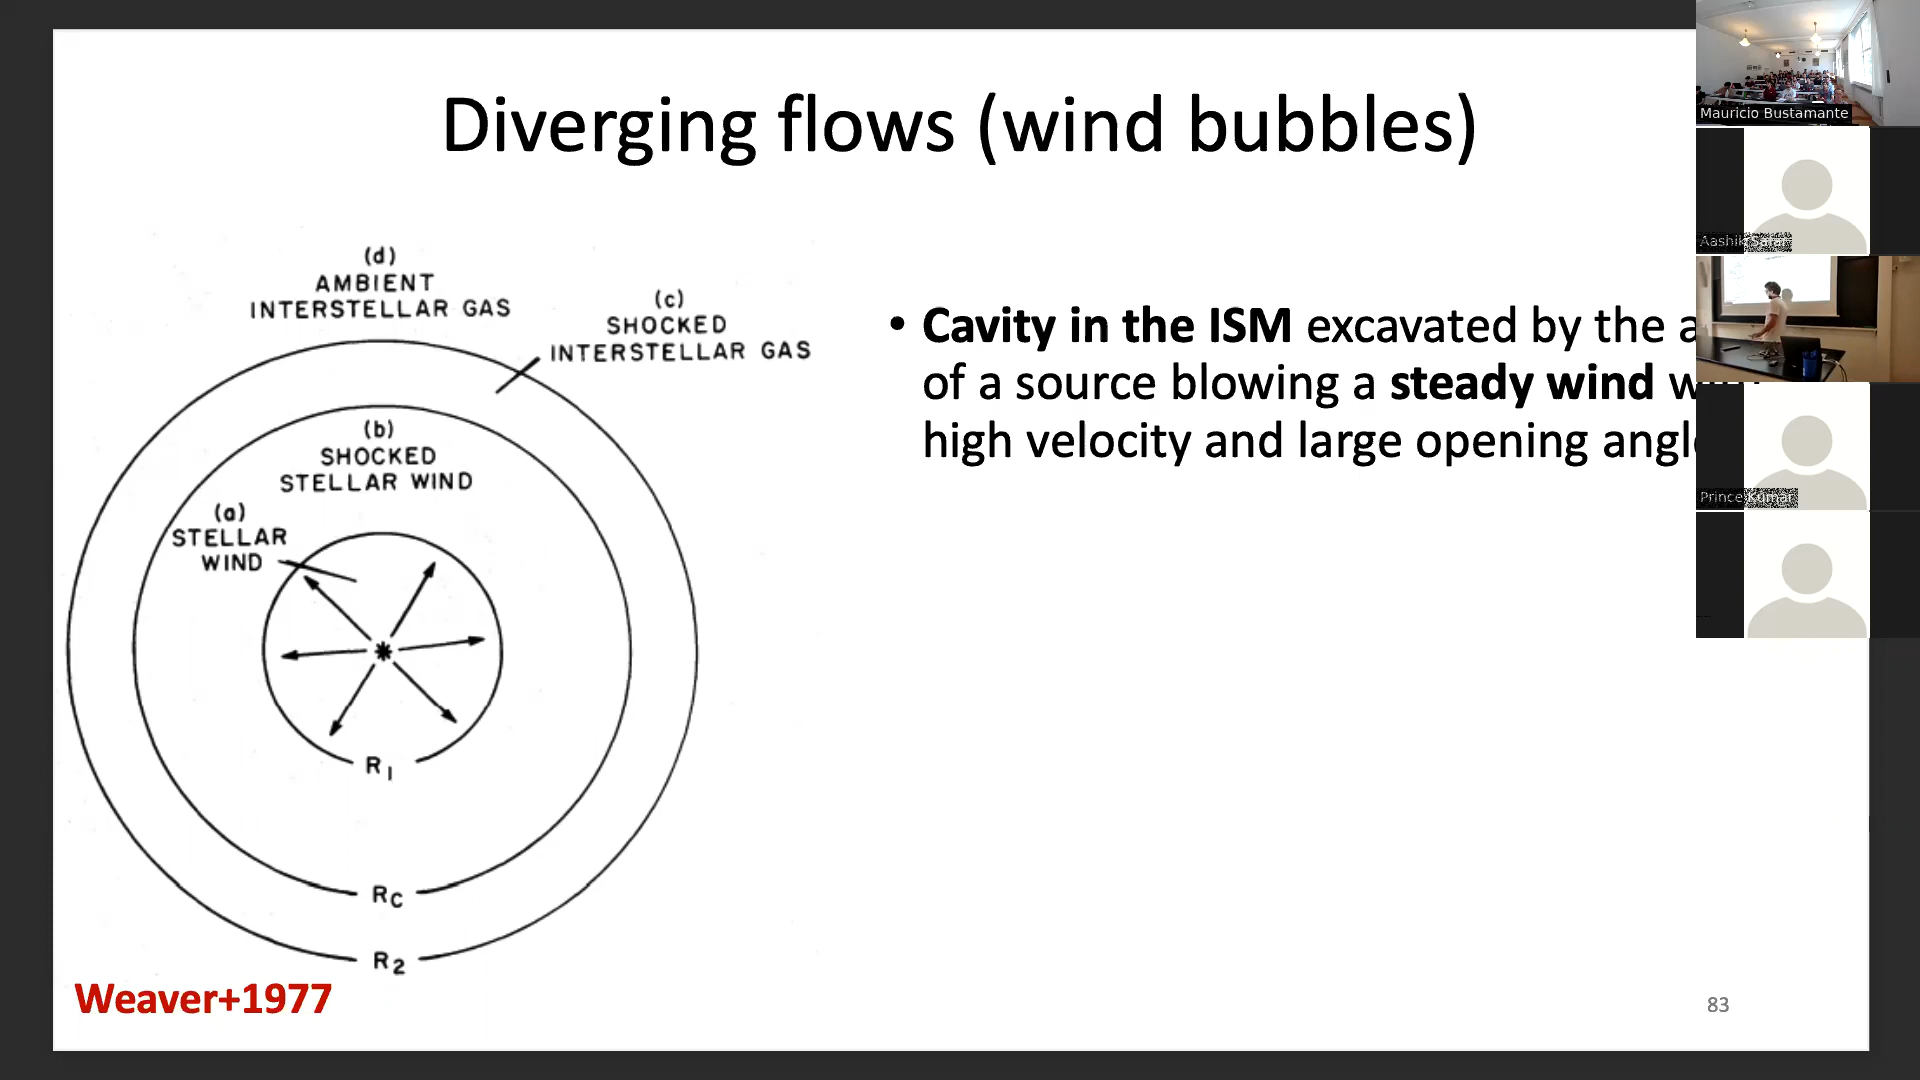 Diverging flows (wind bubbles)
(d)
AMBIENT
INTERSTELLAR GAS
(c)
SHOCKED
INTERSTELLAR GAS
(b)
SHOCKED
STELLAR WIND
(a)
STELLAR
WIND
R1
RC
R2
Weaver+1977
• Cavity in the ISM excavated by the
of a source blowing a steady wind
high velocity and large opening
83
Mauricio Bustamante
Prince Kumar